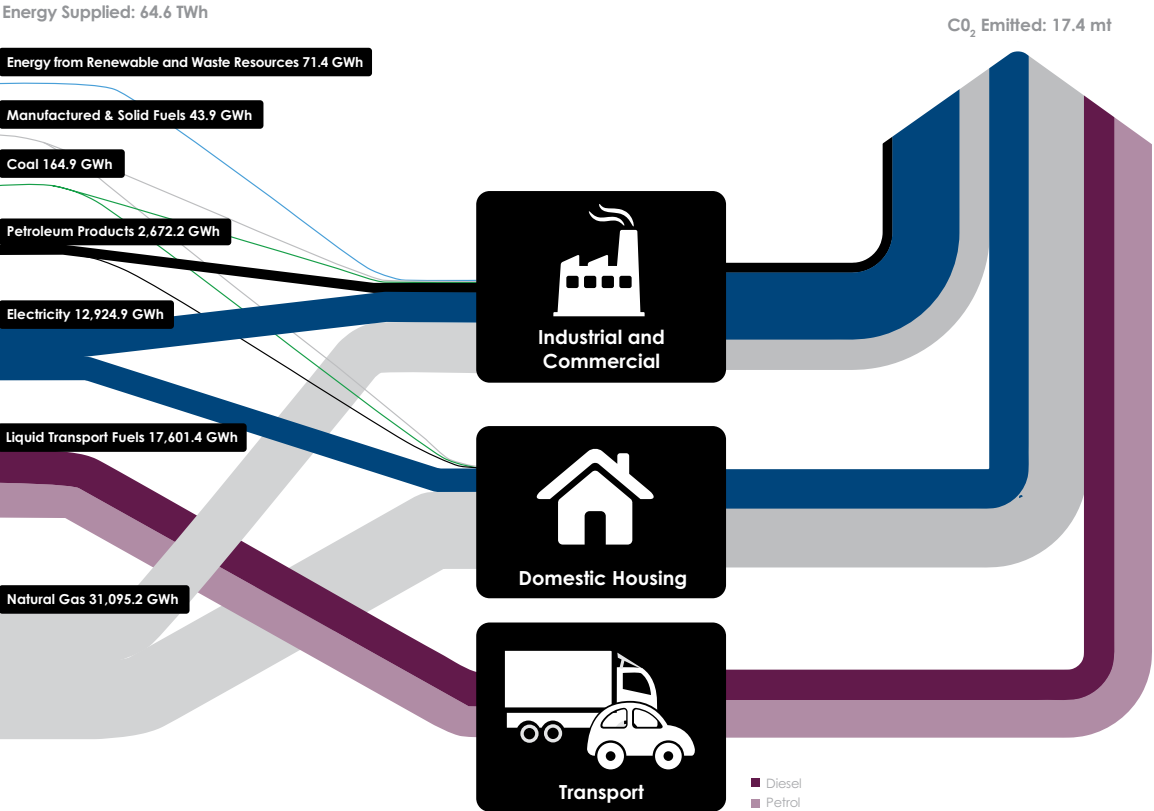 Energy Supplied: 64.6 TWh
C0₂ Emitted: 17.4 mt
Energy from Renewable and Waste Resources 71.4 GWh
Manufactured & Solid Fuels 43.9 GWh
Coal 164.9 GWh
Petroleum Products 2,672.2 GWh
Electricity 12,924.9 GWh
Liquid Transport Fuels 17,601.4 GWh
Natural Gas 31,095.2 GWh
Industrial and
Commercial
Domestic Housing
Transport
Diesel
Petrol